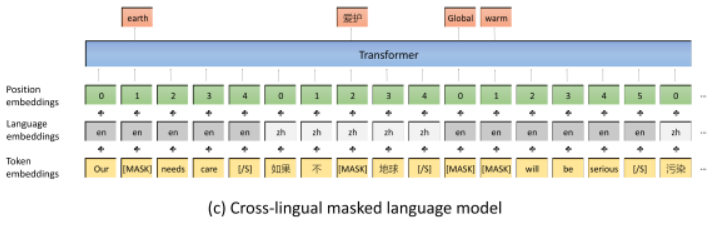 earth 爱护 Global warm
Transformer
Position embeddings 0 1 2 3 4 0 1 2 3 4 0 1 2 3 4 5 0 ...
Language embeddings en en en en en zh zh zh zh zh en en en en en en zh ...
Token embeddings Our [MASK] needs care [/S] 如果 不 [MASK] 地球 [/S] [MASK] [MASK] will be serious [/S] 污染 ...
(c) Cross-lingual masked language model